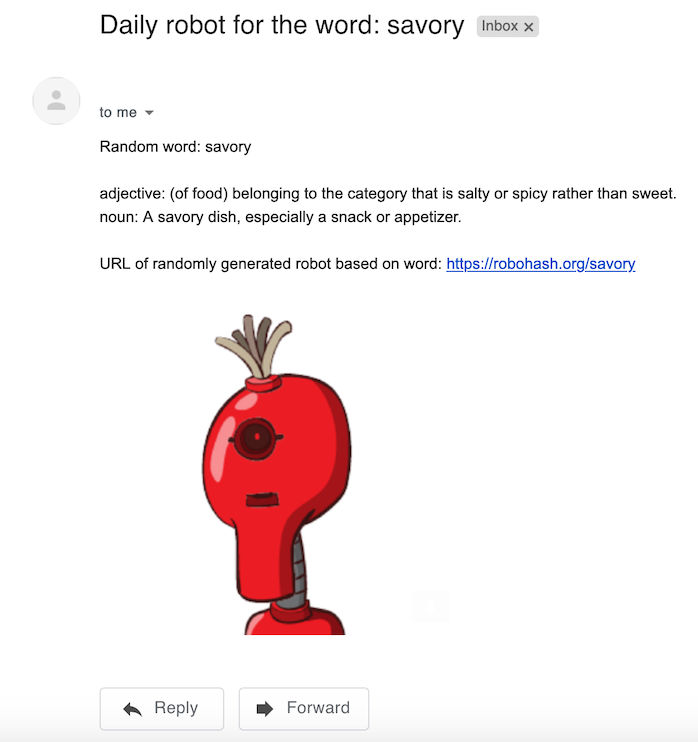 Daily robot for the word: savory Inbox x
to me
Random word: savory
adjective: (of food) belonging to the category that is salty or spicy rather than sweet.
noun: A savory dish, especially a snack or appetizer.
URL of randomly generated robot based on word: https://robohash.org/savory
Reply Forward